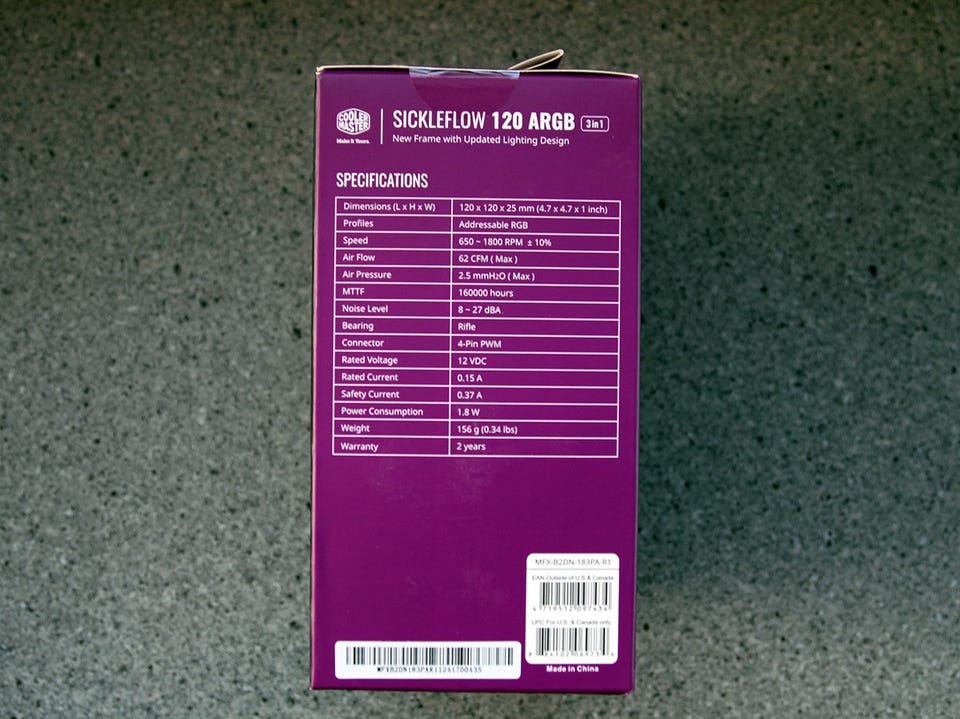 COOLER MASTER
Make It Yours.
SICKLEFLOW 120 ARGB 3in1
New Frame with Updated Lighting Design
SPECIFICATIONS
Dimensions (L x H x W) 120 x 120 x 25 mm (4.7 x 4.7 x 1 inch)
Profiles Addressable RGB
Speed 650 ~ 1800 RPM ± 10%
Air Flow 62 CFM ( Max )
Air Pressure 2.5 mmH2O ( Max )
MTTF 160000 hours
Noise Level 8 ~ 27 dBA
Bearing Rifle
Connector 4-Pin PWM
Rated Voltage 12 VDC
Rated Current 0.15 A
Safety Current 0.37 A
Power Consumption 1.8 W
Weight 156 g (0.34 lbs)
Warranty 2 years
MFX-B2DN-183PA-R1
EAN Outside of U.S & Canada
4 719512 097434
UPC For U.S. & Canada only
Made in China
MFXB2DN183PAR11241700435